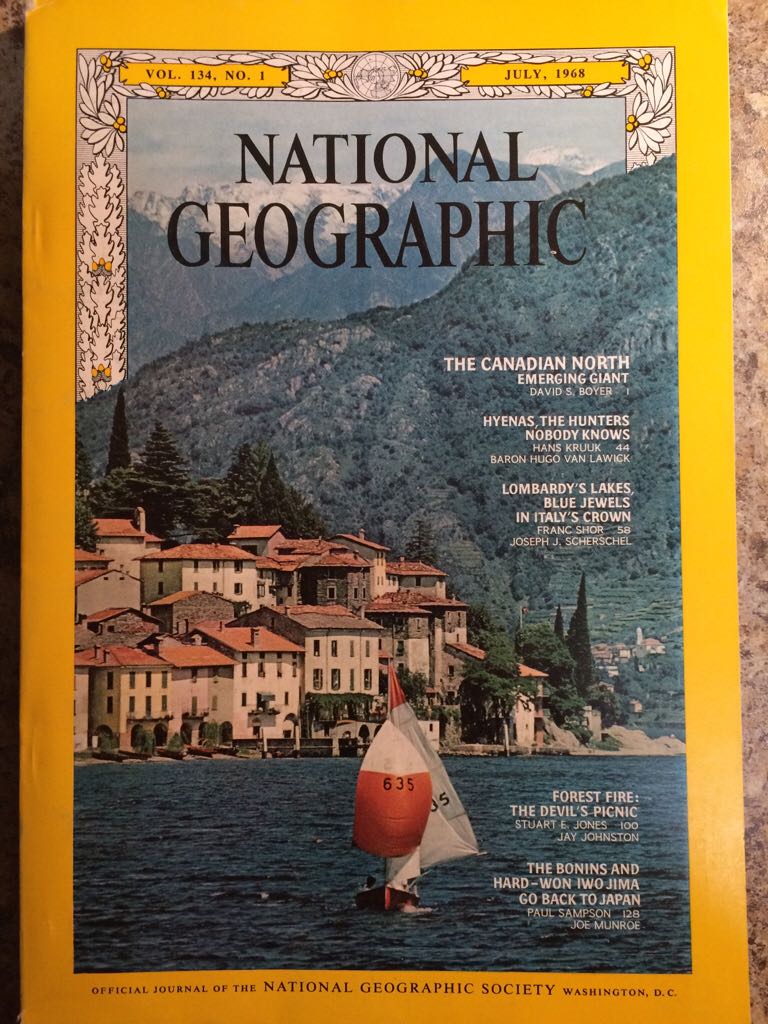 VOL. 134, NO. 1
JULY, 1968
NATIONAL
GEOGRAPHIC
THE CANADIAN NORTH
EMERGING GIANT
DAVID S. BOYER 1
HYENAS, THE HUNTERS
NOBODY KNOWS
HANS KRUUK 44
BARON HUGO VAN LAWICK
LOMBARDY'S LAKES,
BLUE JEWELS
IN ITALY'S CROWN
FRANC SHOR 58
JOSEPH J. SCHERSCHEL
635
FOREST FIRE:
THE DEVIL'S PICNIC
STUART E. JONES 100
JAY JOHNSTON
THE BONINS AND
HARD-WON IWO JIMA
GO BACK TO JAPAN
PAUL SAMPSON 128
JOE MUNROE
OFFICIAL JOURNAL OF THE NATIONAL GEOGRAPHIC SOCIETY WASHINGTON, D.C.